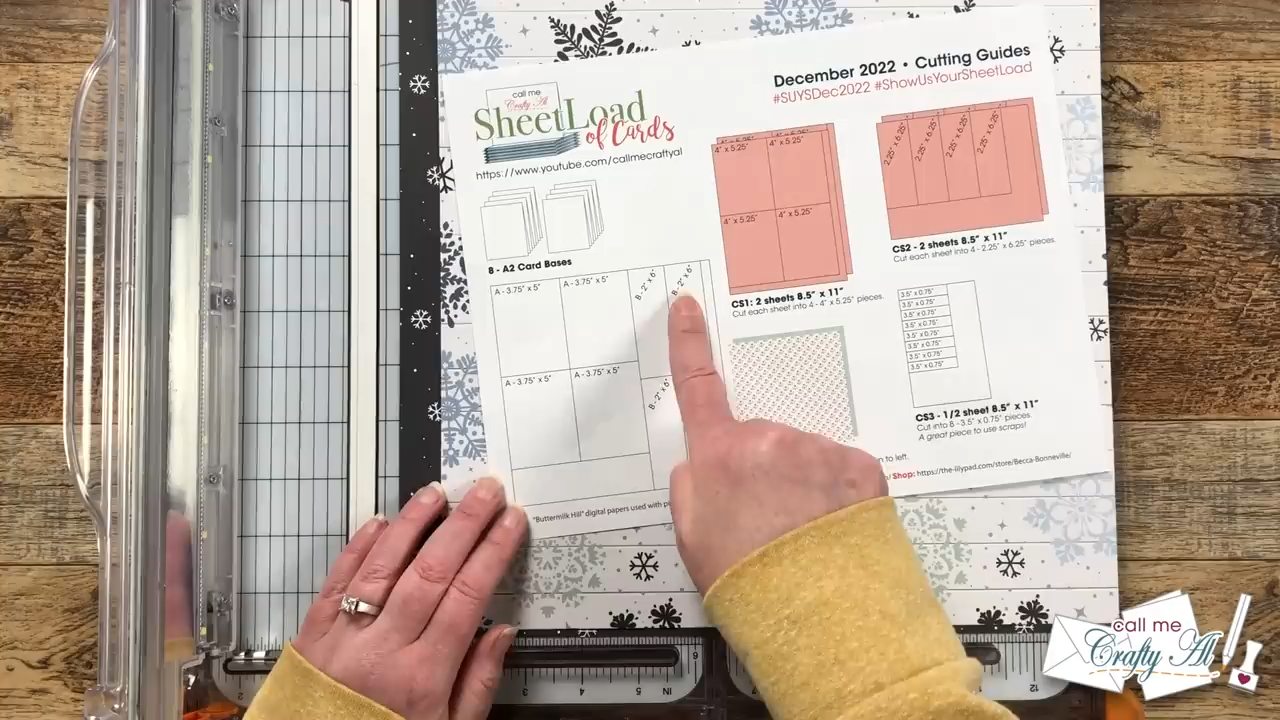 December 2022 • Cutting Guides
#SUYSDec2022 #ShowUsYourSheetLoad
call me
Crafty Al
SheetLoad
of Cards
https://www.youtube.com/callmecraftyal
8 - A2 Card Bases
A - 3.75" x 5"
A - 3.75" x 5"
B - 2" x 6"
B - 2" x 6"
A - 3.75" x 5"
A - 3.75" x 5"
B - 2" x 6"
"Buttermilk Hill" digital papers used with
4" x 5.25"
4" x 5.25"
4" x 5.25"
4" x 5.25"
CS1: 2 sheets 8.5" x 11"
Cut each sheet into 4 - 4" x 5.25" pieces.
2.25" x 6.25"
2.25" x 6.25"
2.25" x 6.25"
2.25" x 6.25"
CS2 - 2 sheets 8.5" x 11"
Cut each sheet into 4 - 2.25" x 6.25" pieces.
3.5" x 0.75"
3.5" x 0.75"
3.5" x 0.75"
3.5" x 0.75"
3.5" x 0.75"
3.5" x 0.75"
3.5" x 0.75"
3.5" x 0.75"
CS3 - 1/2 sheet 8.5" x 11"
Cut into 8 - 3.5" x 0.75" pieces.
A great piece to use scraps!
to left.
Shop: https://the-lilypad.com/store/Becca-Bonneville/
4
5
6
IN
12
call me
Crafty Al